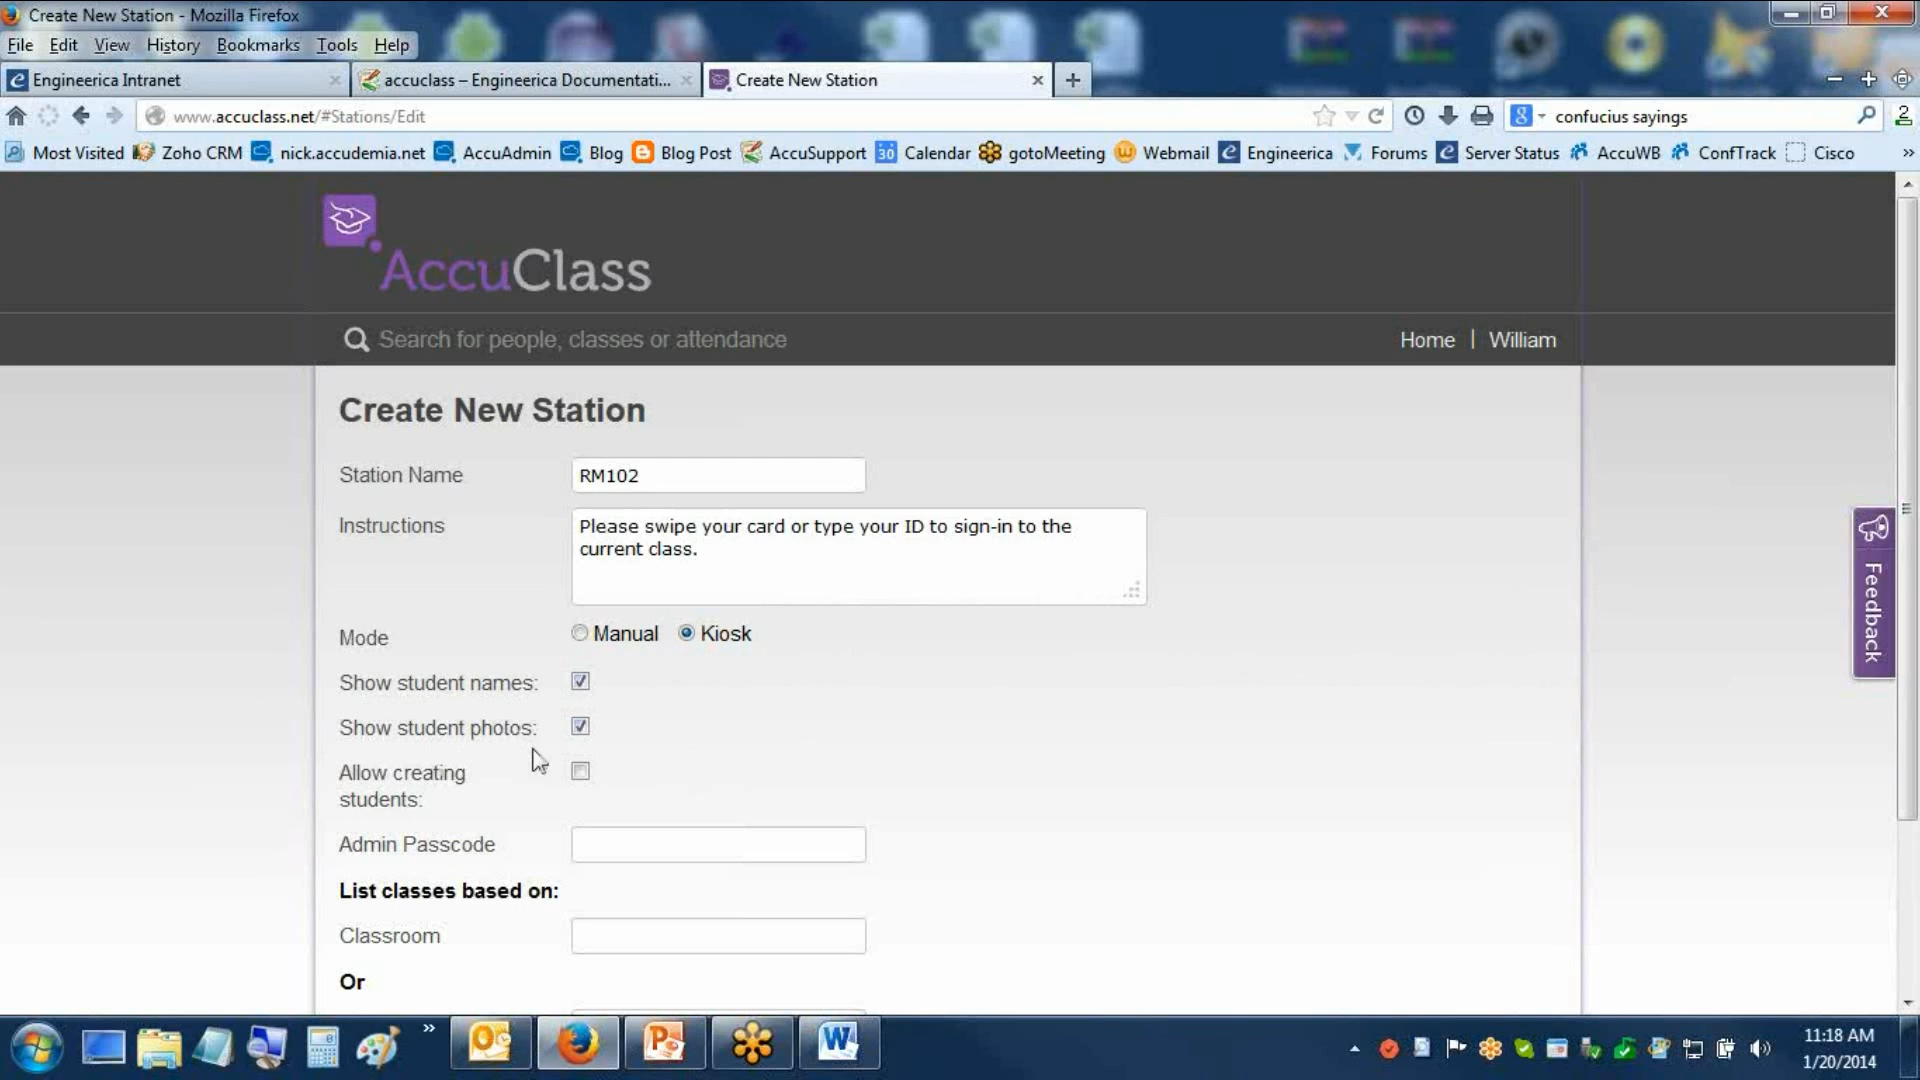 Create New Station - Mozilla Firefox
File Edit View History Bookmarks Tools Help
Engineerica Intranet
accuclass – Engineerica Documentati...
Create New Station
www.accuclass.net/#Stations/Edit
confucius sayings
2
Most Visited
Zoho CRM
nick.accudemia.net
AccuAdmin
Blog
Blog Post
AccuSupport
30
Calendar
gotoMeeting
Webmail
Engineerica
Forums
Server Status
AccuWB
ConfTrack
Cisco
AccuClass
Search for people, classes or attendance
Home | William
Create New Station
Station Name
RM102
Instructions
Please swipe your card or type your ID to sign-in to the
current class.
Mode
Manual
Kiosk
Show student names:
Show student photos:
Allow creating
students:
Admin Passcode
List classes based on:
Classroom
Or
Feedback
11:18 AM
1/20/2014